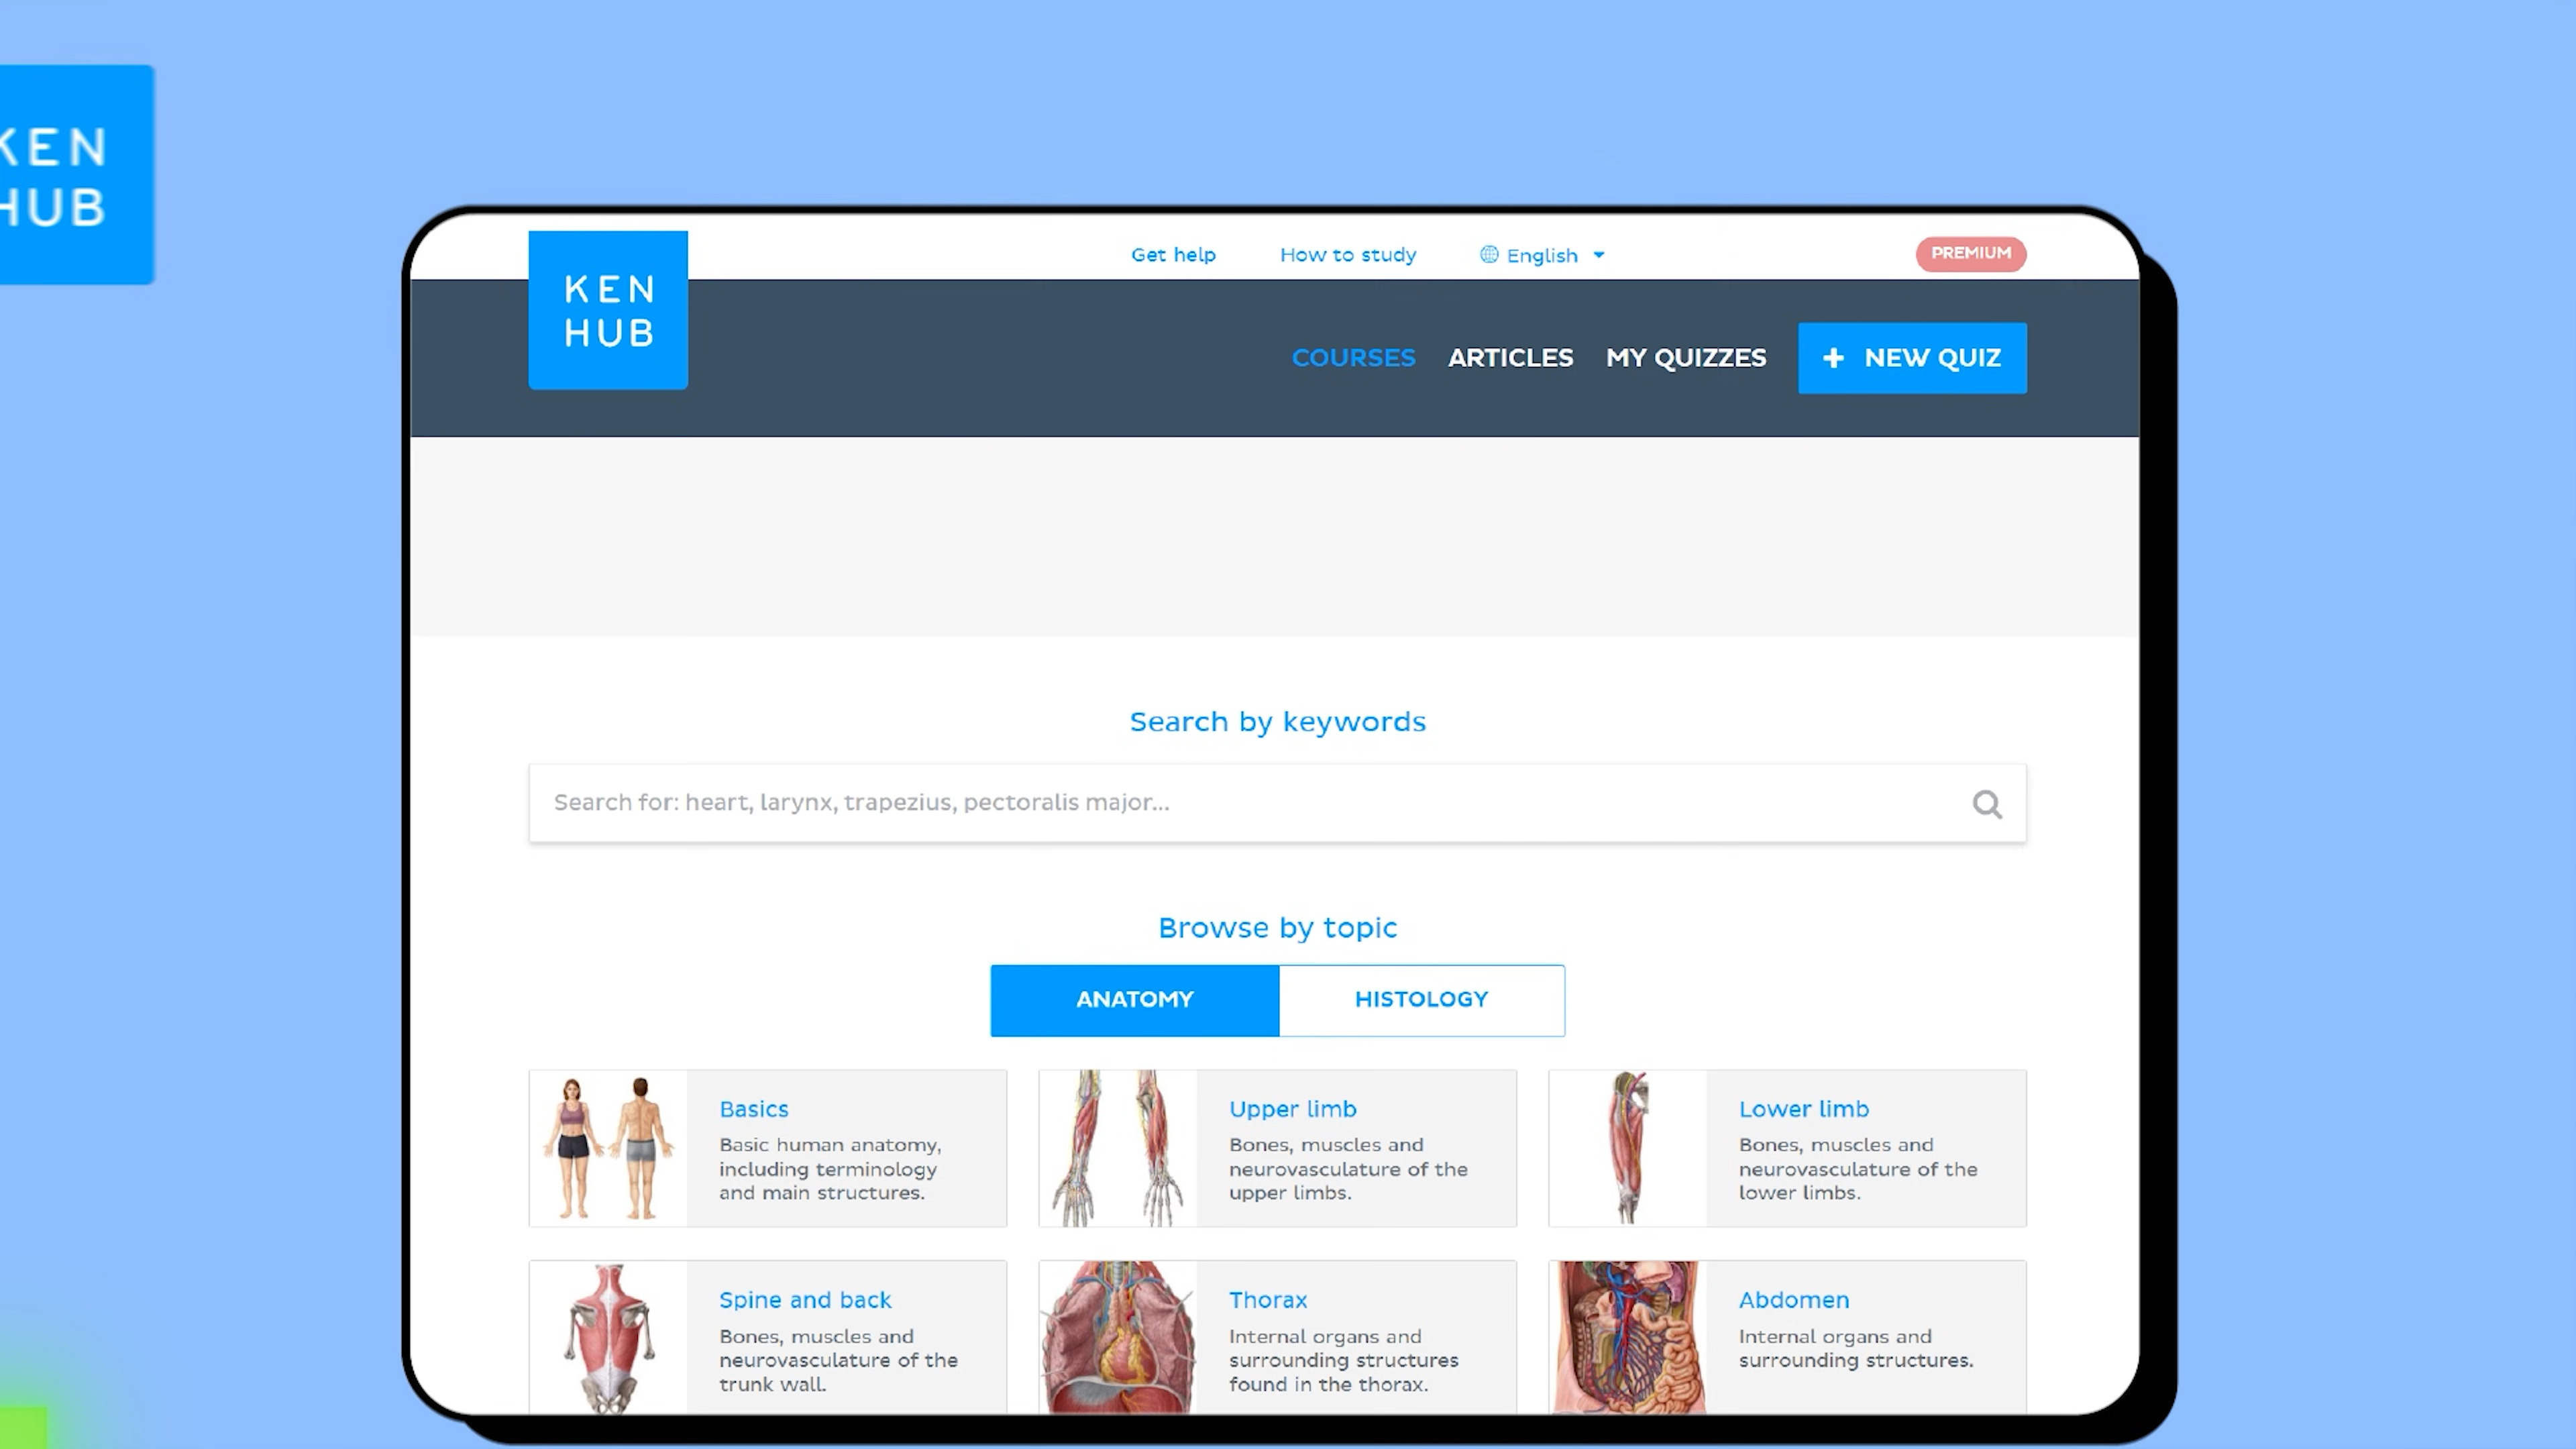 KEN
HUB
Get help
How to study
English
PREMIUM
KEN
HUB
COURSES
ARTICLES
MY QUIZZES
+ NEW QUIZ
Search by keywords
Search for: heart, larynx, trapezius, pectoralis major...
Browse by topic
ANATOMY
HISTOLOGY
Basics
Basic human anatomy,
including terminology
and main structures.
Upper limb
Bones, muscles and
neurovasculature of the
upper limbs.
Lower limb
Bones, muscles and
neurovasculature of the
lower limbs.
Spine and back
Bones, muscles and
neurovasculature of the
trunk wall.
Thorax
Internal organs and
surrounding structures
found in the thorax.
Abdomen
Internal organs and
surrounding structures.